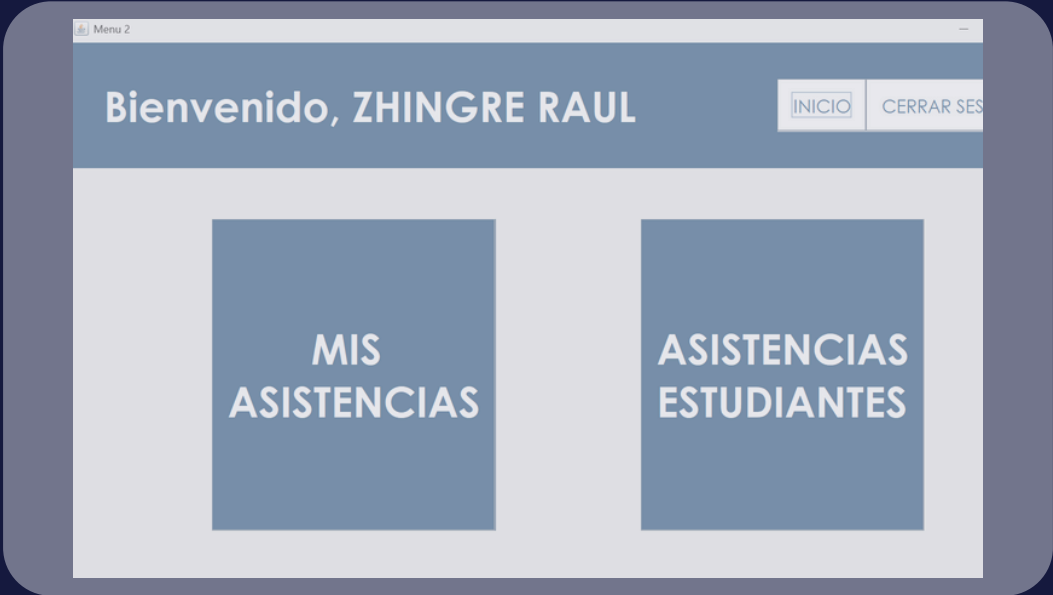 Menu 2
Bienvenido, ZHINGRE RAUL
INICIO
CERRAR SES
MIS
ASISTENCIAS
ASISTENCIAS
ESTUDIANTES